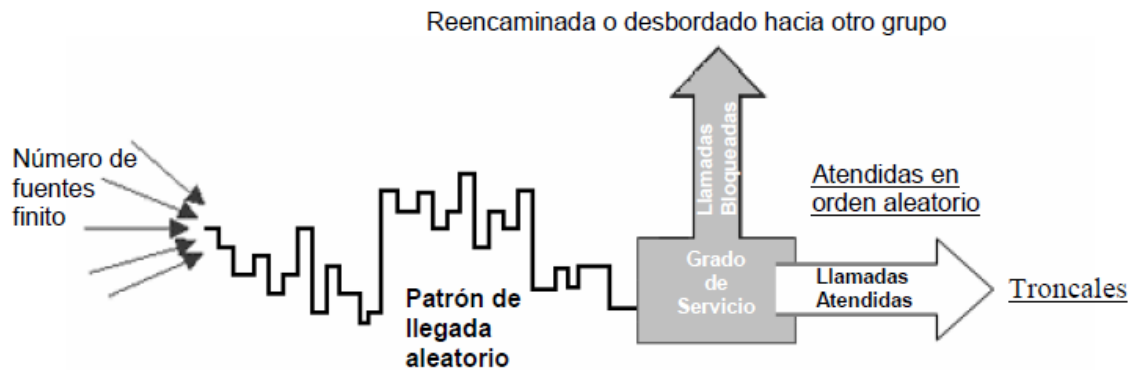 Reencaminada o desbordado hacia otro grupo
Número de
fuentes
finito
Patrón de
llegada
aleatorio
Llamadas
Bloqueadas
Grado
de
Servicio
Atendidas en
orden aleatorio
Llamadas
Atendidas
Troncales